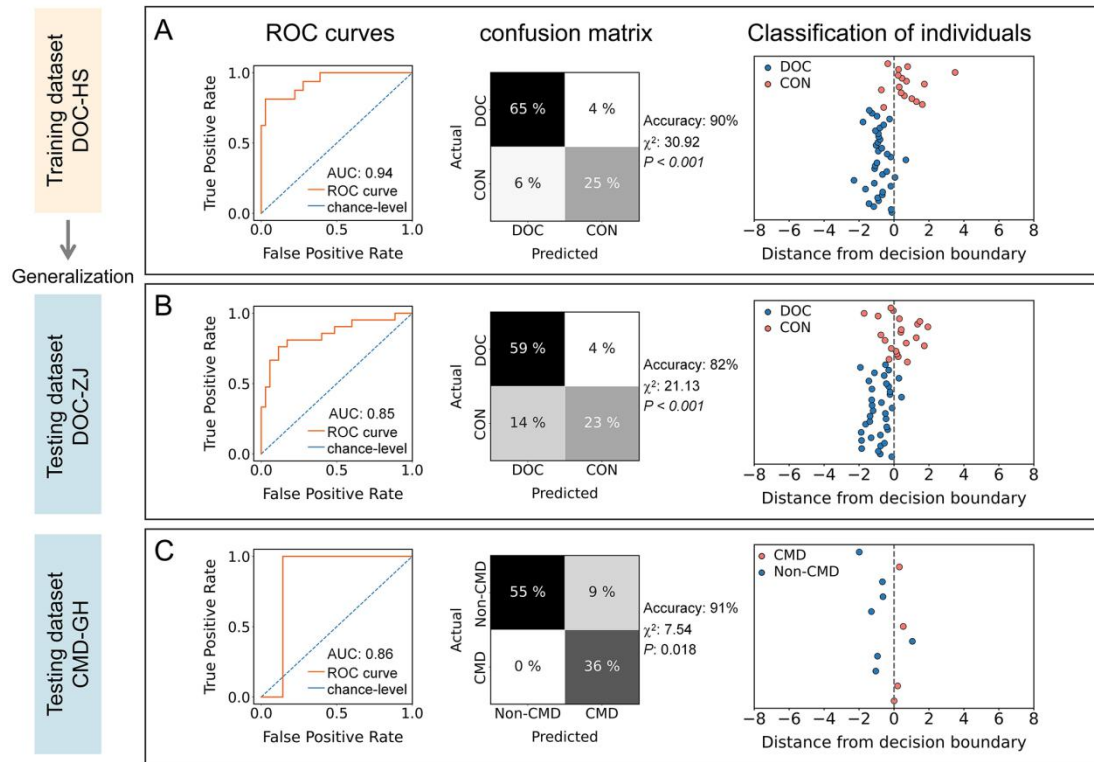 Training dataset
DOC-HS
Generalization
Testing dataset
DOC-ZJ
Testing dataset
CMD-GH
A
ROC curves
confusion matrix
Classification of individuals
True Positive Rate
1.0
0.5
0.0
AUC: 0.94
ROC curve
chance-level
0.0
0.5
1.0
False Positive Rate
Actual
DOC
CON
65 %
4 %
6 %
25 %
DOC
CON
Predicted
Accuracy: 90%
χ²: 30.92
P < 0.001
DOC
CON
−8 −6 −4 −2 0 2 4 6 8
Distance from decision boundary
B
True Positive Rate
1.0
0.5
0.0
AUC: 0.85
ROC curve
chance-level
0.0
0.5
1.0
False Positive Rate
Actual
DOC
CON
59 %
4 %
14 %
23 %
DOC
CON
Predicted
Accuracy: 82%
χ²: 21.13
P < 0.001
DOC
CON
−8 −6 −4 −2 0 2 4 6 8
Distance from decision boundary
C
True Positive Rate
1.0
0.5
0.0
AUC: 0.86
ROC curve
chance-level
0.0
0.5
1.0
False Positive Rate
Actual
Non-CMD
CMD
55 %
9 %
0 %
36 %
Non-CMD
CMD
Predicted
Accuracy: 91%
χ²: 7.54
P: 0.018
CMD
Non-CMD
−8 −6 −4 −2 0 2 4 6 8
Distance from decision boundary